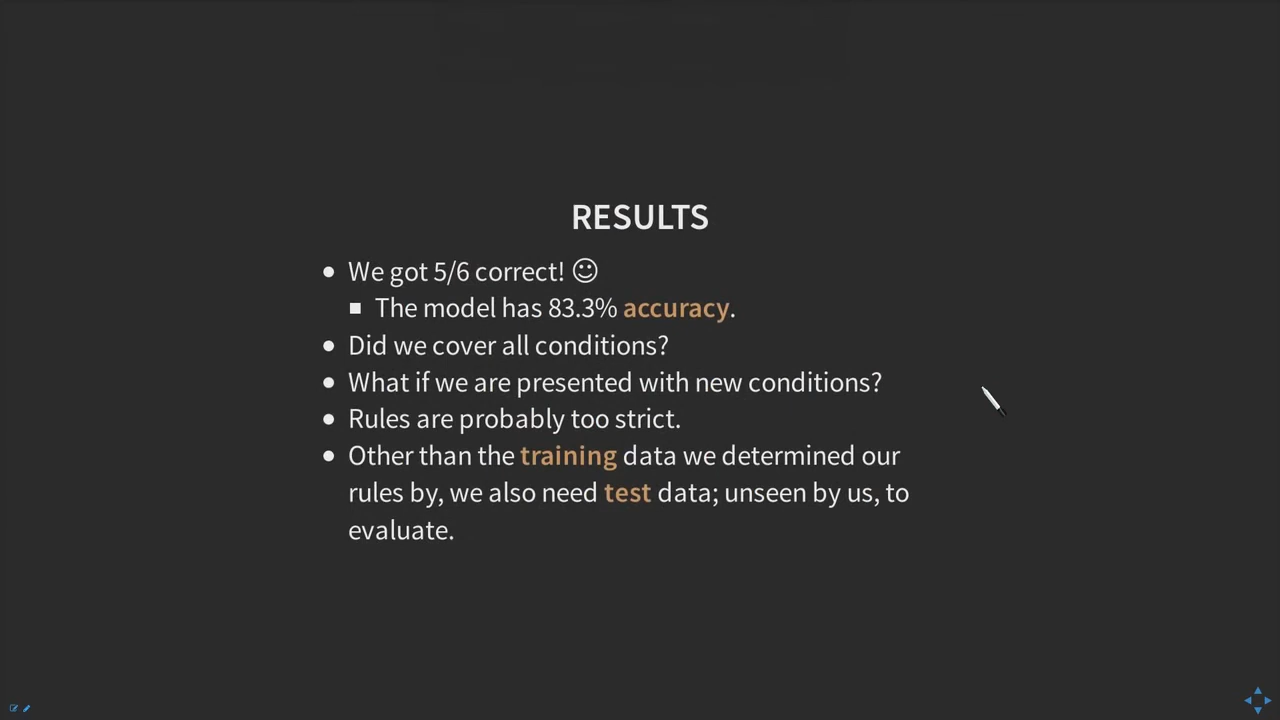 RESULTS
We got 5/6 correct! ☺
The model has 83.3% accuracy.
Did we cover all conditions?
What if we are presented with new conditions?
Rules are probably too strict.
Other than the training data we determined our
rules by, we also need test data; unseen by us, to
evaluate.